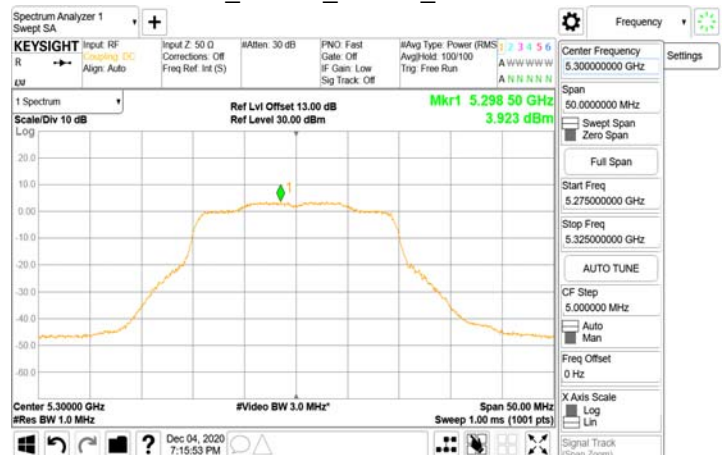 Spectrum Analyzer 1
Swept SA
+
Frequency
KEYSIGHT
R
Input: RF
Coupling: DC
Align: Auto
Input Z: 50 Ω
Corrections: Off
Freq Ref: Int (S)
#Atten: 30 dB
PNO: Fast
Gate: Off
IF Gain: Low
Sig Track: Off
#Avg Type: Power (RMS
Avg|Hold: 100/100
Trig: Free Run
1 2 3 4 5 6
A W W W W W
A N N N N N
Center Frequency
5.300000000 GHz
Settings
1 Spectrum
Scale/Div 10 dB
Log
Ref Lvl Offset 13.00 dB
Ref Level 30.00 dBm
Mkr1 5.298 50 GHz
3.923 dBm
Span
50.0000000 MHz
Swept Span
Zero Span
Full Span
Start Freq
5.275000000 GHz
Stop Freq
5.325000000 GHz
AUTO TUNE
CF Step
5.000000 MHz
Auto
Man
Freq Offset
0 Hz
X Axis Scale
Log
Lin
Signal Track
(Span Zoom)
1
20.0
10.0
0.00
-10.0
-20.0
-30.0
-40.0
-50.0
Center 5.30000 GHz
#Res BW 1.0 MHz
#Video BW 3.0 MHz*
Span 50.00 MHz
Sweep 1.00 ms (1001 pts)
?
Dec 04, 2020
7:15:53 PM